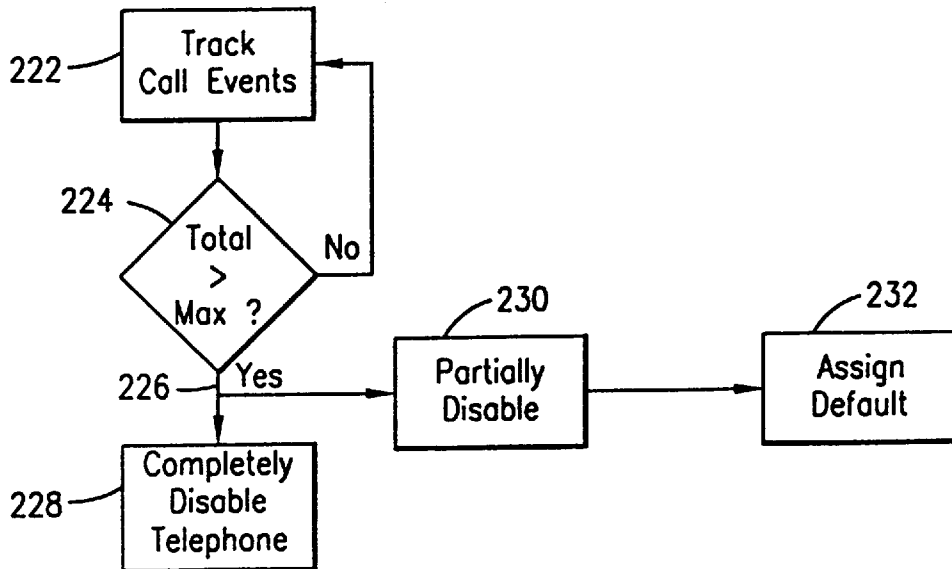 222
Track
Call Events
224
Total
>
Max ?
No
226
Yes
230
Partially
Disable
232
Assign
Default
228
Completely
Disable
Telephone